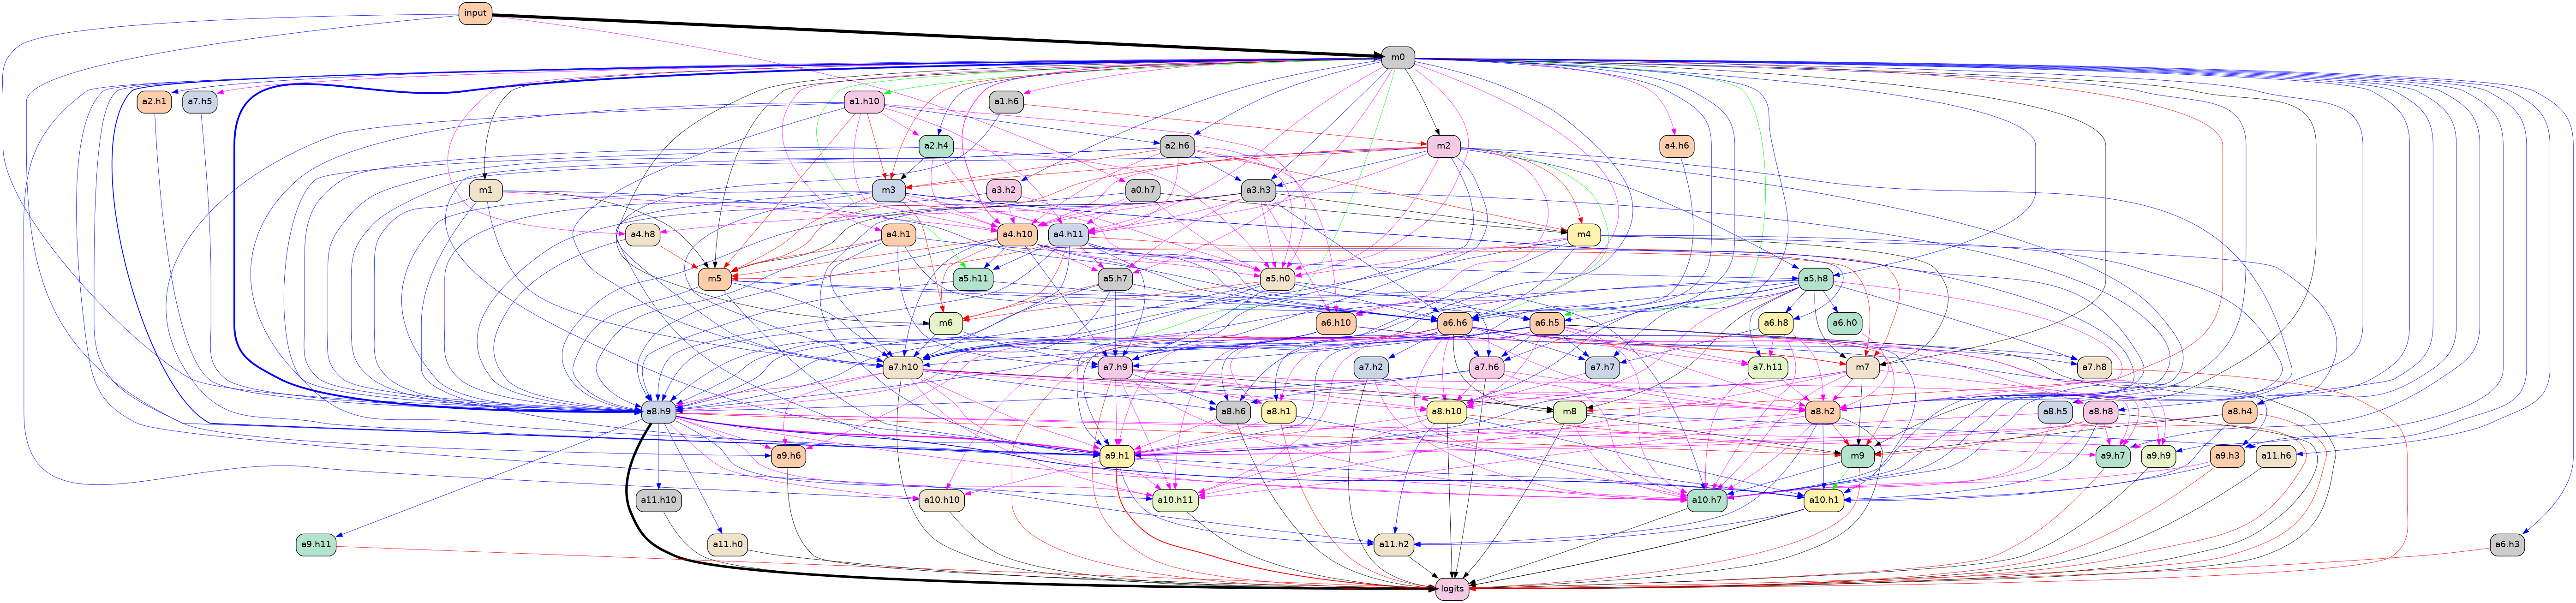 input
m0
a2.h1 a7.h5 a1.h10 a1.h6
a2.h4 a2.h6 m2 a4.h6
m1 m3 a3.h2 a0.h7 a3.h3
a4.h8 a4.h1 a4.h10 a4.h11 m4
m5 a5.h11 a5.h7 a5.h0 a5.h8
m6 a6.h10 a6.h6 a6.h5 a6.h8 a6.h0
a7.h10 a7.h9 a7.h2 a7.h6 a7.h7 a7.h11 m7 a7.h8
a8.h9 a8.h6 a8.h1 a8.h10 m8 a8.h2 a8.h5 a8.h8 a8.h4
a9.h6 a9.h1 m9 a9.h7 a9.h9 a9.h3 a11.h6
a11.h10 a10.h10 a10.h11 a10.h7 a10.h1
a9.h11 a11.h0 a11.h2 a6.h3
logits